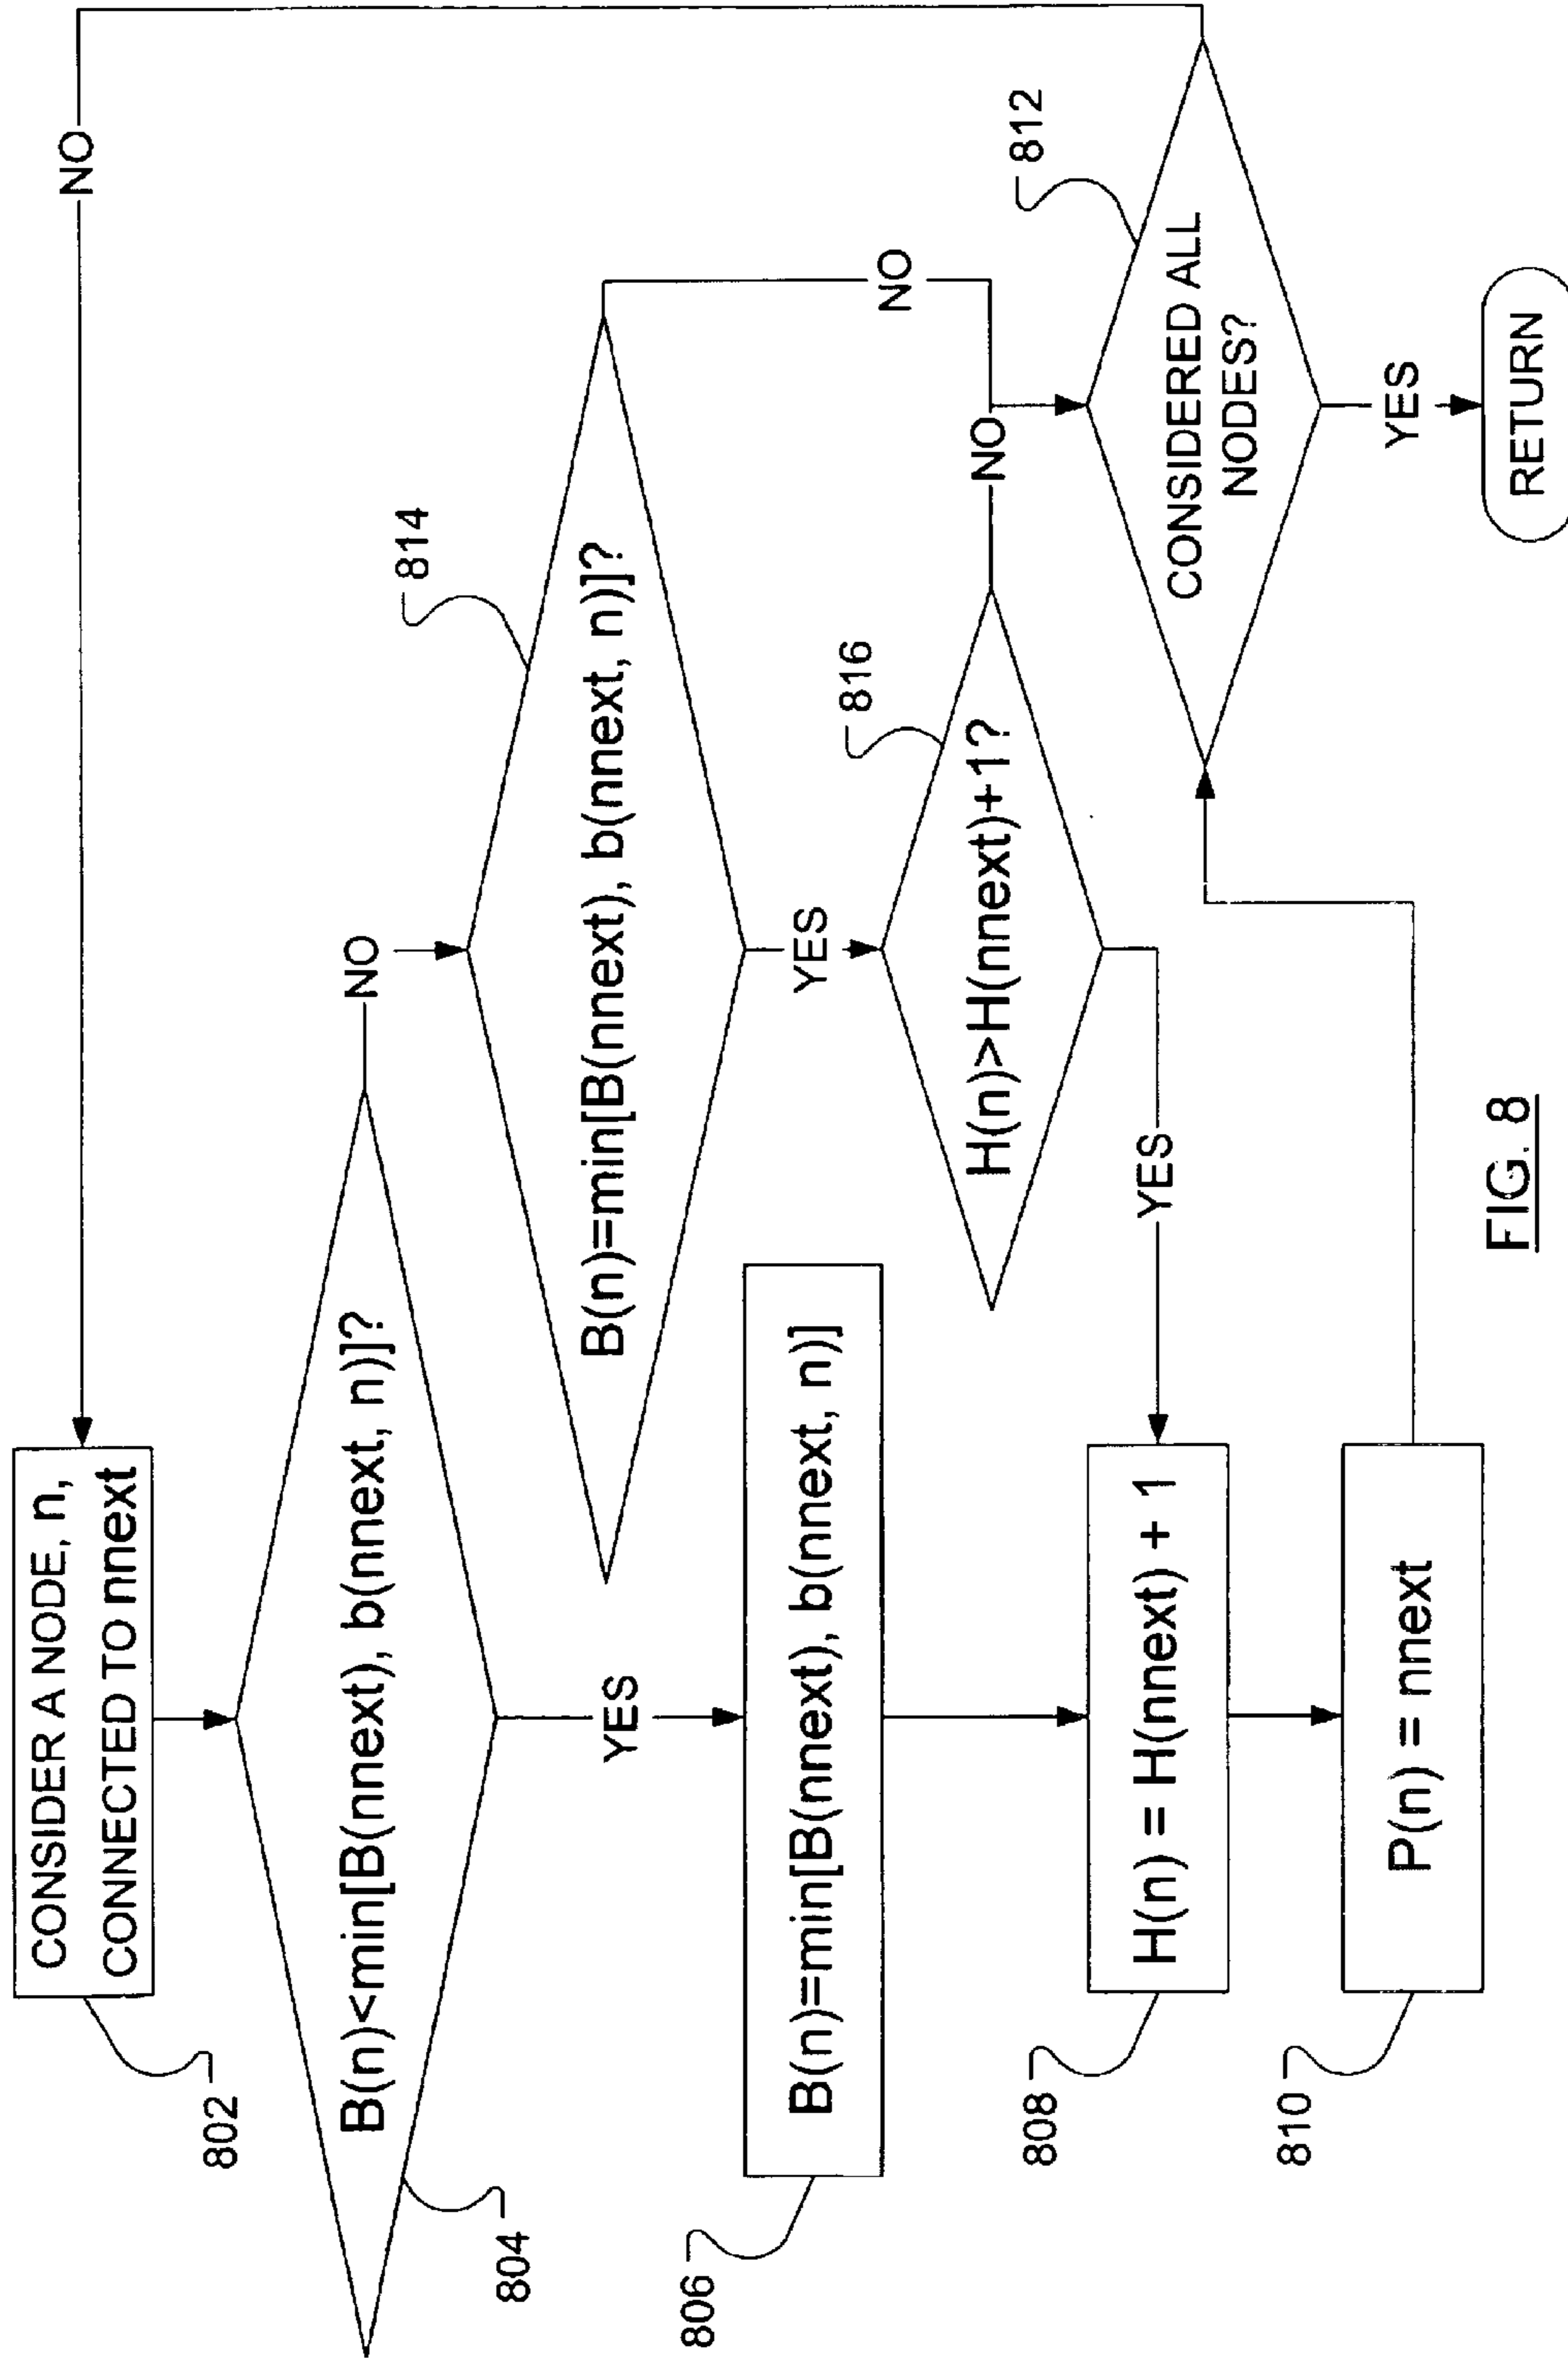 CONSIDER A NODE, n,
CONNECTED TO nnext
802
NO
B(n)<min[B(nnext), b(nnext, n)]?
804
NO
YES
B(n)=min[B(nnext), b(nnext, n)]?
814
NO
YES
B(n)=min[B(nnext), b(nnext, n)]
806
H(n)>H(nnext)+1?
816
NO
YES
H(n) = H(nnext) + 1
808
P(n) = nnext
810
CONSIDERED ALL
NODES?
812
YES
RETURN
FIG. 8